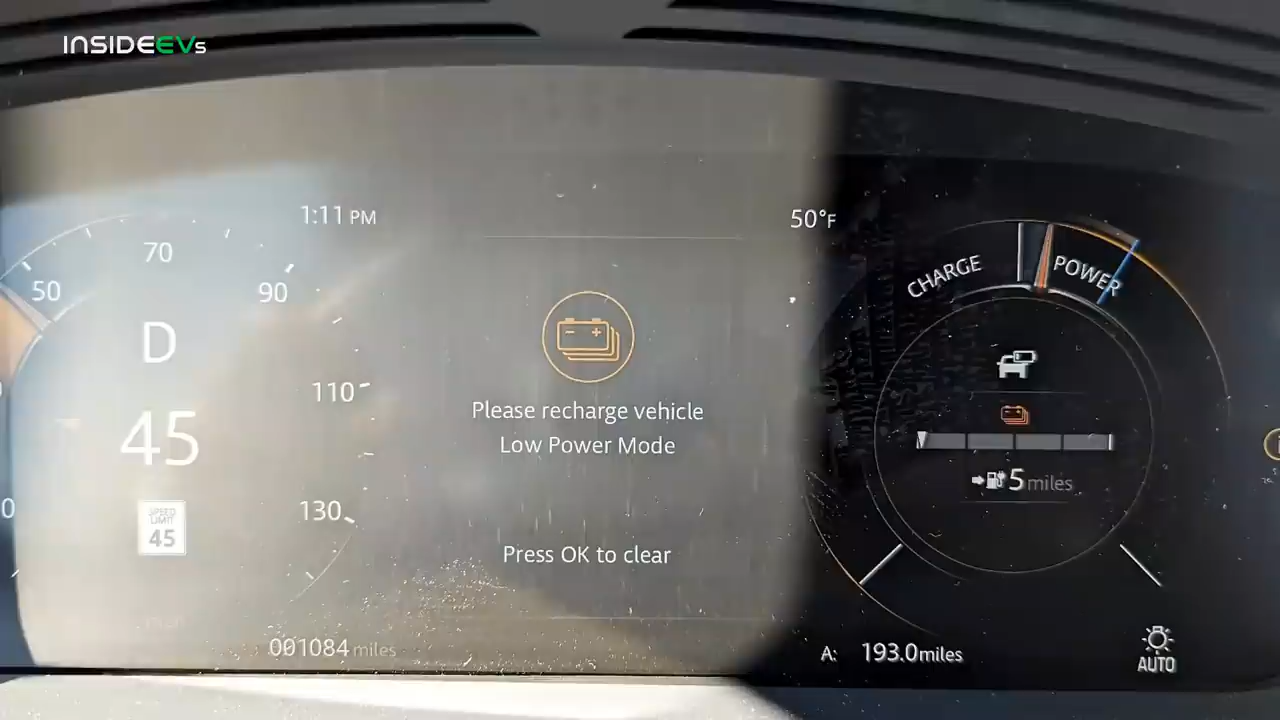 INSIDEEVs
1:11 PM
50°F
70
50
90
D
110
45
130
SPEED
LIMIT
45
001084 miles
Please recharge vehicle
Low Power Mode
Press OK to clear
CHARGE
POWER
5 miles
A: 193.0 miles
AUTO
0